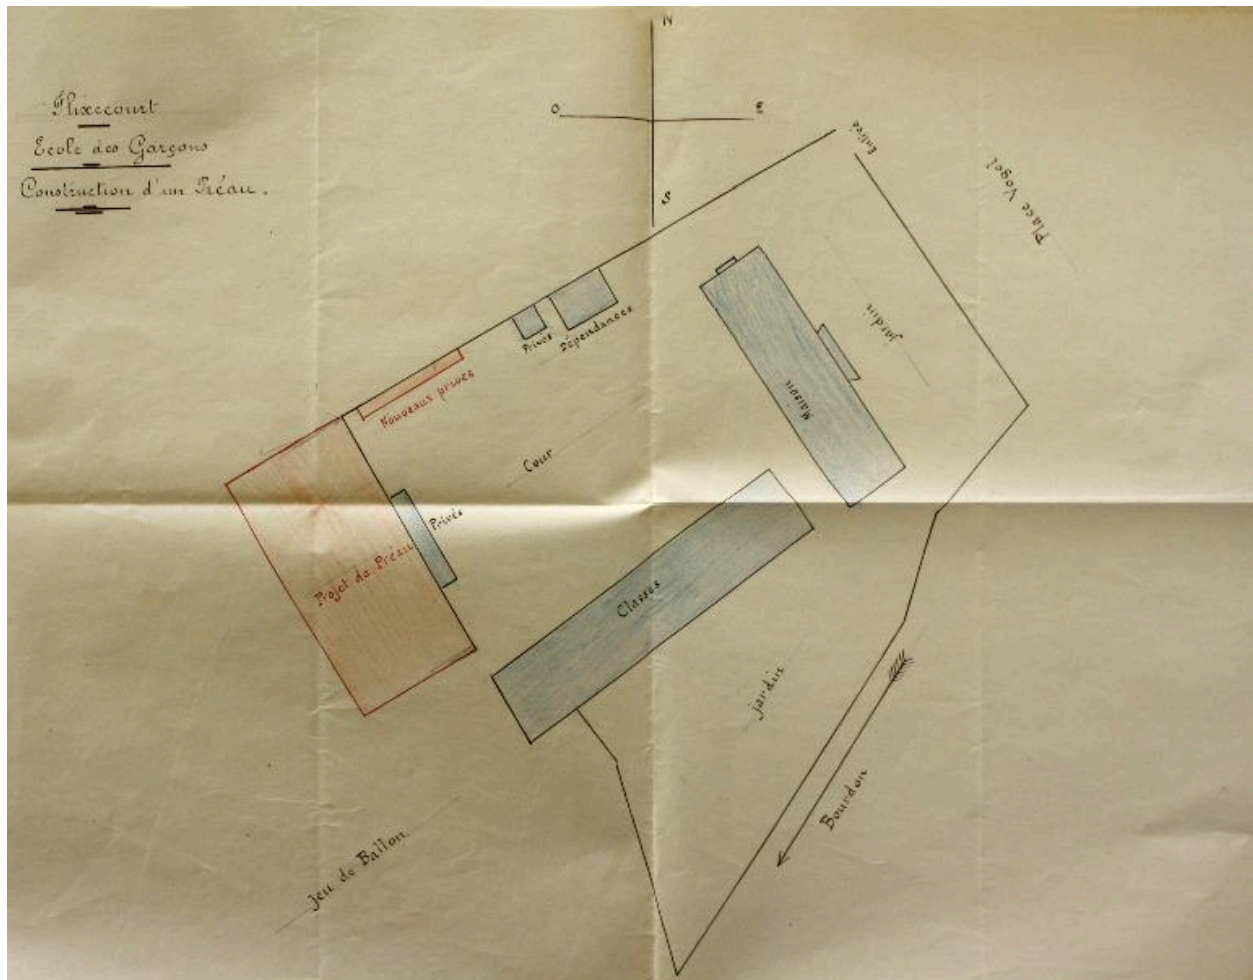 Flixecourt
Ecole des Garçons
Construction d'un Préau.
N
O
E
S
Entrée
Place Vogel
Jardin
Maison
Dépendances
Privés
Nouveaux privés
Cour
Privés
Projet de Préau
Classes
jardin
Bourdon
Jeu de Ballon